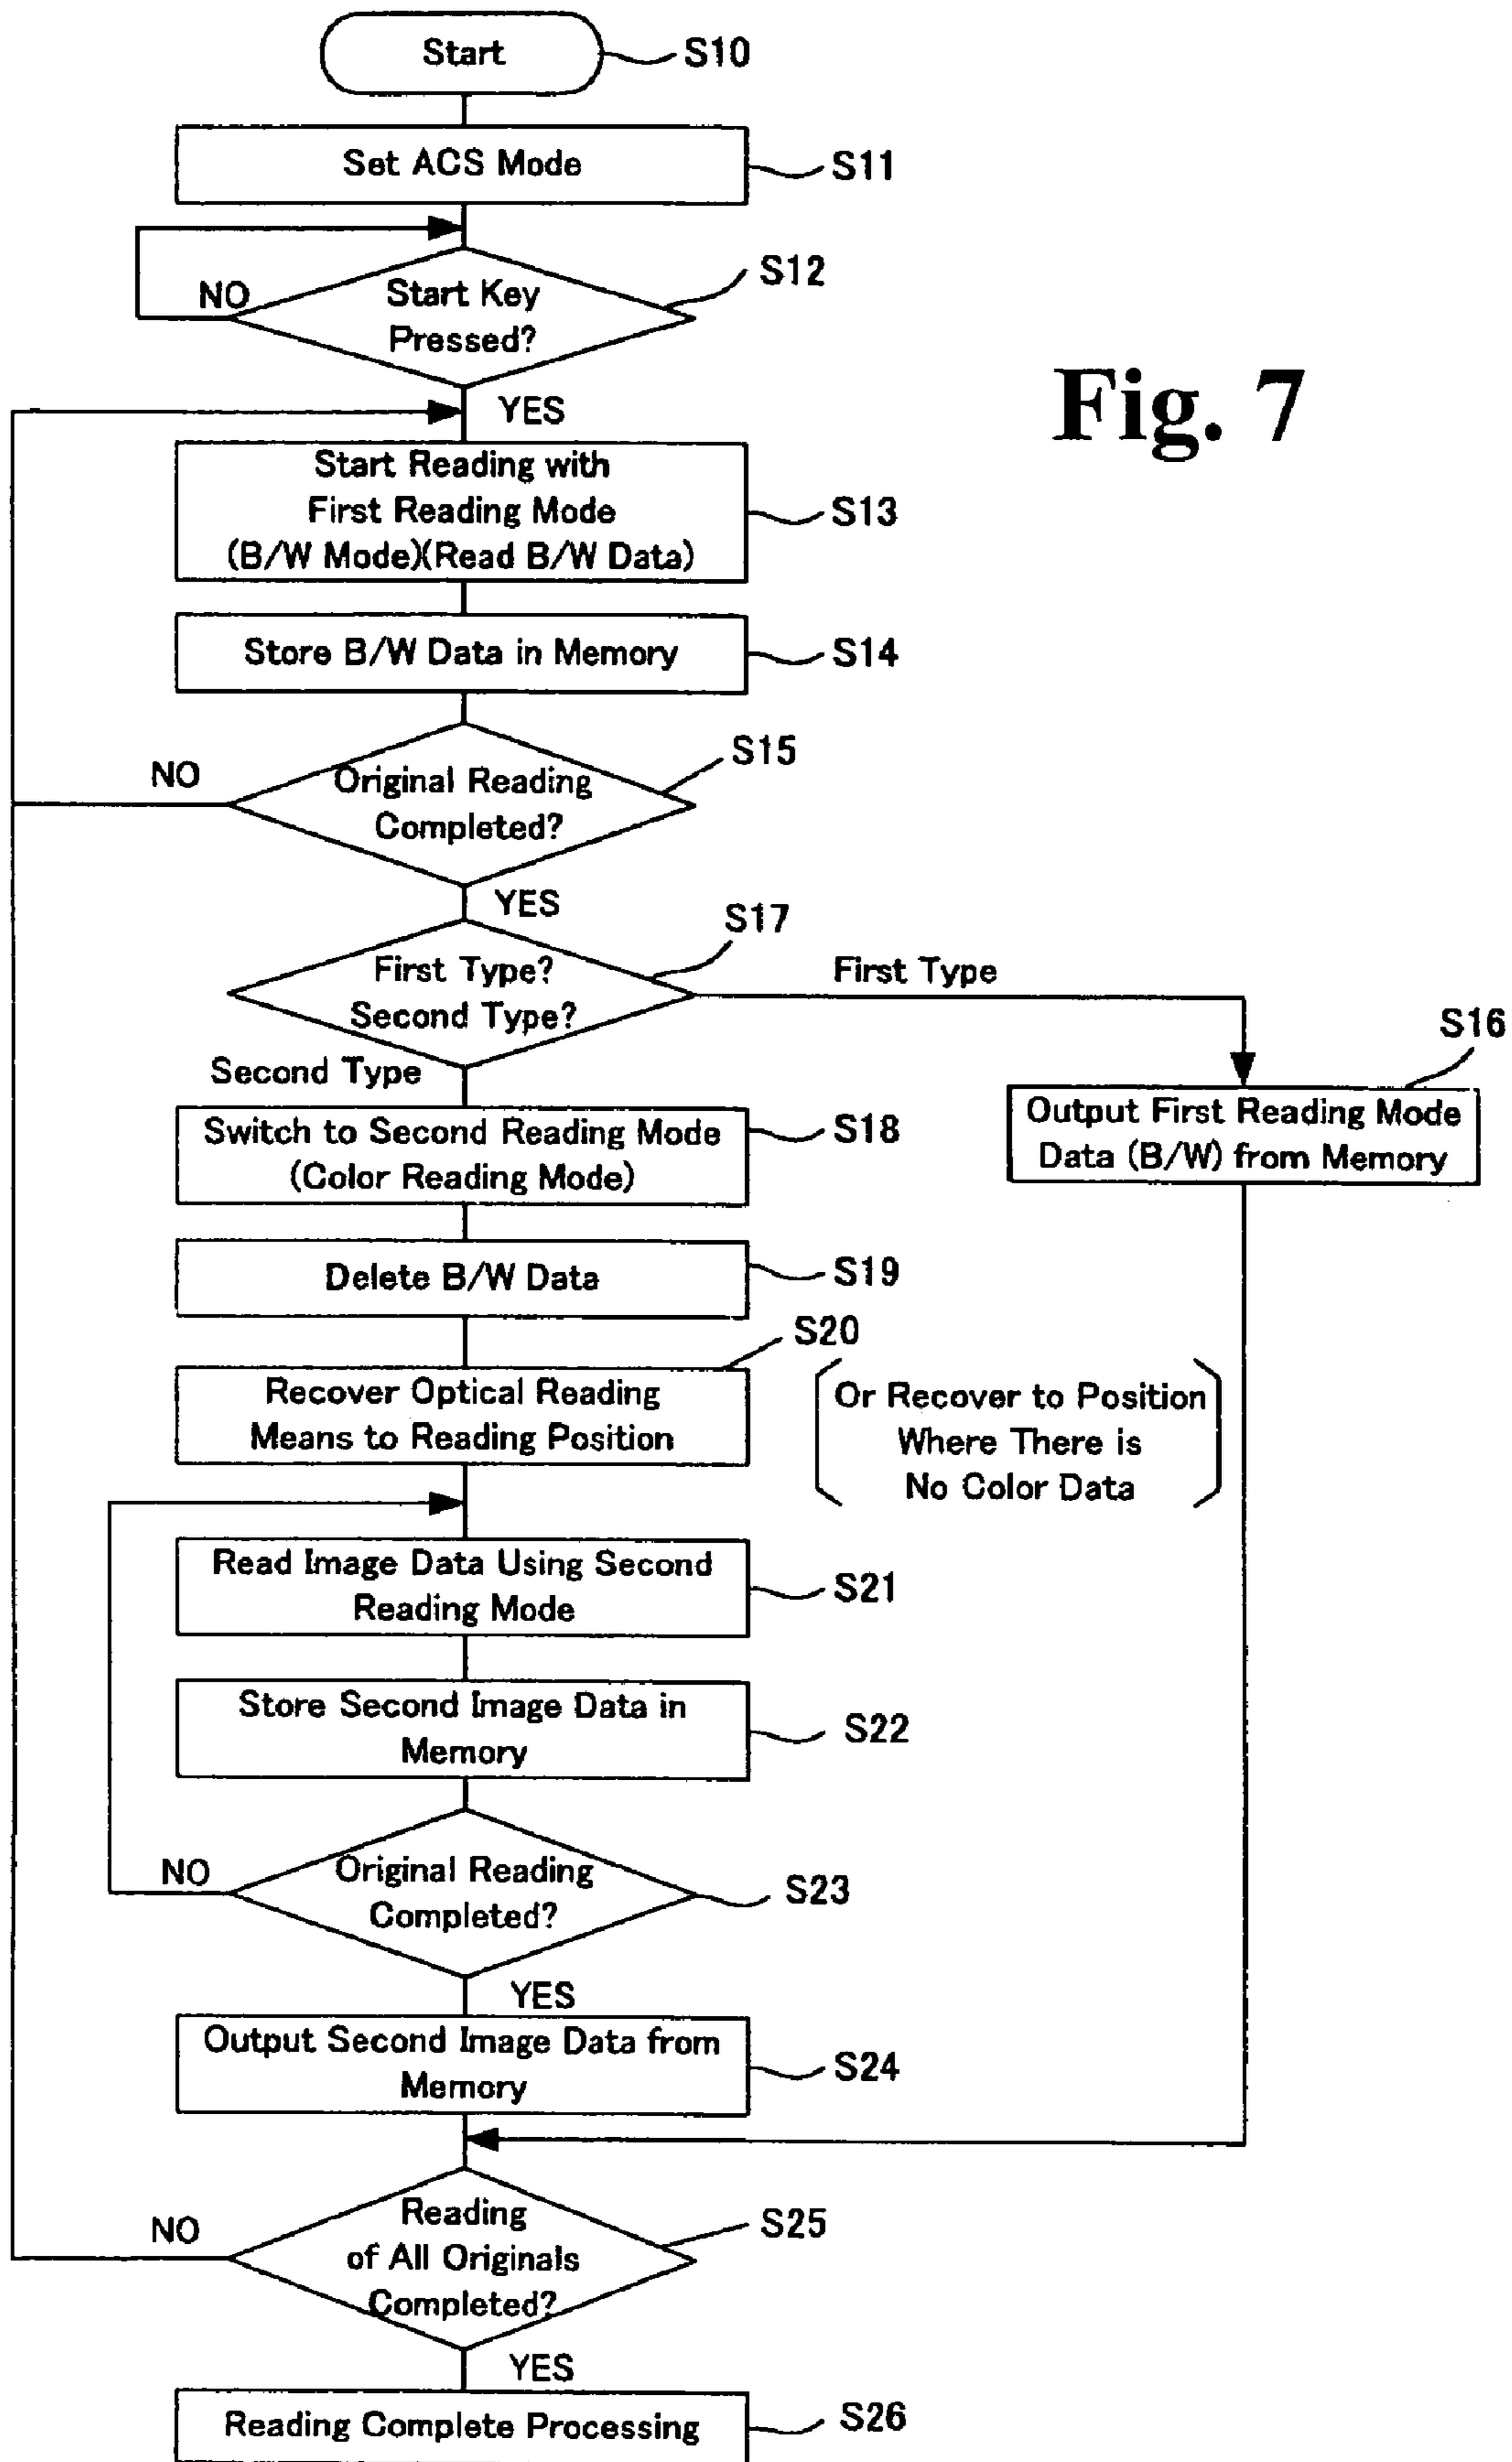 Start
S10
Set ACS Mode
S11
S12
NO
Start Key
Pressed?
Fig. 7
YES
Start Reading with
First Reading Mode
(B/W Mode)(Read B/W Data)
S13
Store B/W Data in Memory
S14
S15
NO
Original Reading
Completed?
YES
S17
First Type?
Second Type?
First Type
S16
Second Type
Output First Reading Mode
Data (B/W) from Memory
Switch to Second Reading Mode
(Color Reading Mode)
S18
Delete B/W Data
S19
S20
Recover Optical Reading
Means to Reading Position
Or Recover to Position
Where There is
No Color Data
Read Image Data Using Second
Reading Mode
S21
Store Second Image Data in
Memory
S22
NO
Original Reading
Completed?
S23
YES
Output Second Image Data from
Memory
S24
NO
Reading
of All Originals
Completed?
S25
YES
Reading Complete Processing
S26